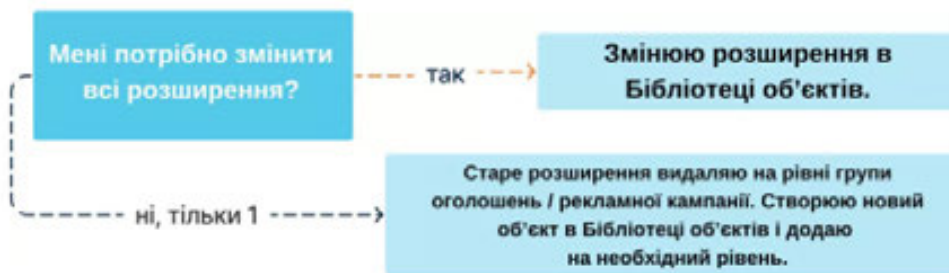 Мені потрібно змінити
всі розширення?
так
Змінюю розширення в
Бібліотеці об'єктів.
ні, тільки 1
Старе розширення видаляю на рівні групи
оголошень / рекламної кампанії. Створюю новий
об'єкт в Бібліотеці об'єктів і додаю
на необхідний рівень.